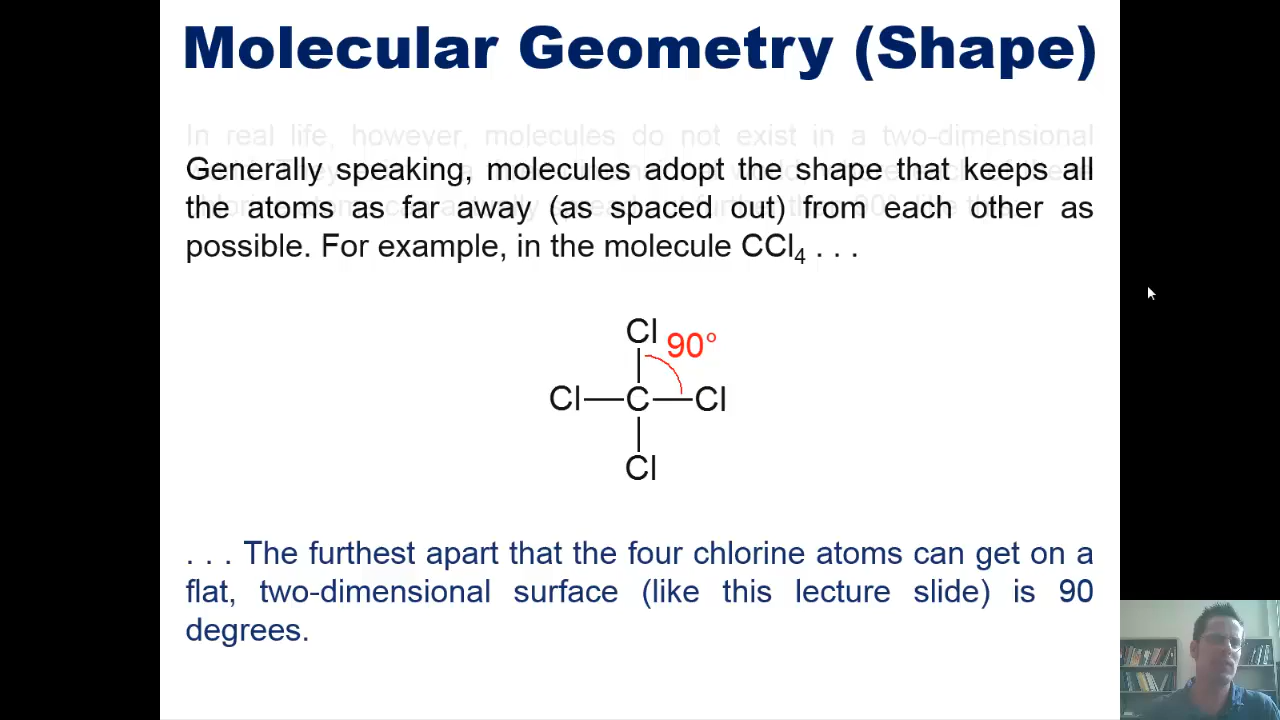 Molecular Geometry (Shape)
In real life, however, molecules do not exist in a two-dimensional
Generally speaking, molecules adopt the shape that keeps all
the atoms as far away (as spaced out) from each other as
possible. For example, in the molecule CCl₄ . . .
Cl
90°
Cl C Cl
Cl
. . . The furthest apart that the four chlorine atoms can get on a
flat, two-dimensional surface (like this lecture slide) is 90
degrees.